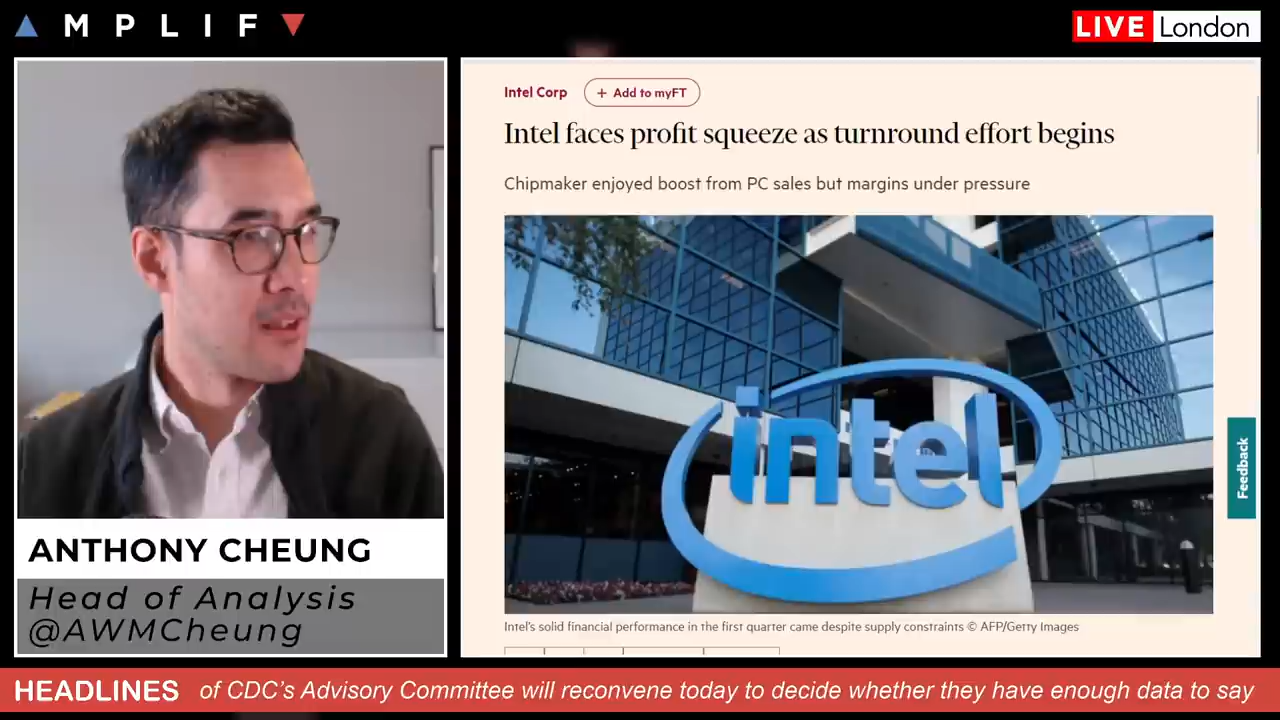 AMPLIFY
LIVE London
Intel Corp
+ Add to myFT
Intel faces profit squeeze as turnround effort begins
Chipmaker enjoyed boost from PC sales but margins under pressure
intel
Feedback
Intel's solid financial performance in the first quarter came despite supply constraints © AFP/Getty Images
ANTHONY CHEUNG
Head of Analysis
@AWMCheung
HEADLINES of CDC's Advisory Committee will reconvene today to decide whether they have enough data to say